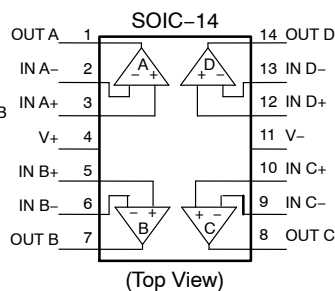 SOIC−14
OUT A 1 14 OUT D
A D
IN A− 2 − + − + 13 IN D−
IN A+ 3 12 IN D+
B
V+ 4 11 V−
IN B+ 5 10 IN C+
IN B− 6 − + + − 9 IN C−
B C
OUT B 7 8 OUT C
(Top View)